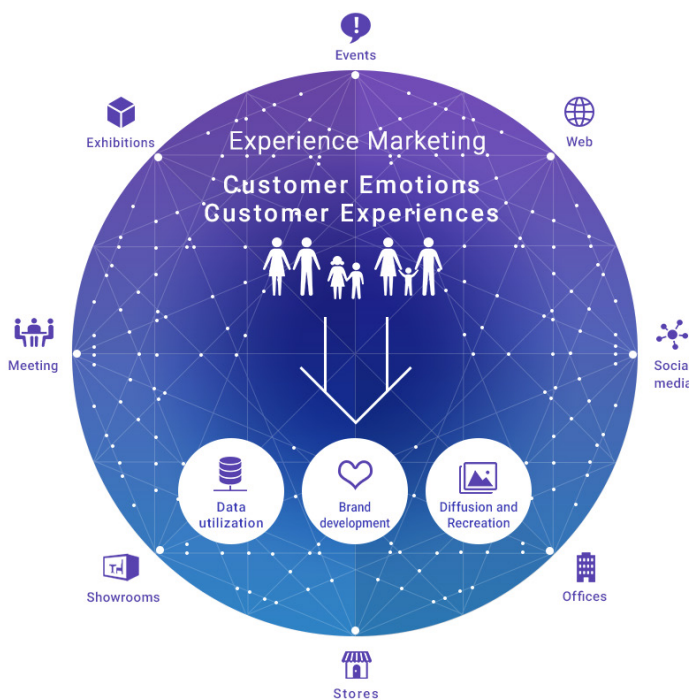 Events
Exhibitions
Web
Experience Marketing
Customer Emotions
Customer Experiences
Meeting
Social
media
Data
utilization
Brand
development
Diffusion and
Recreation
Showrooms
Offices
Stores